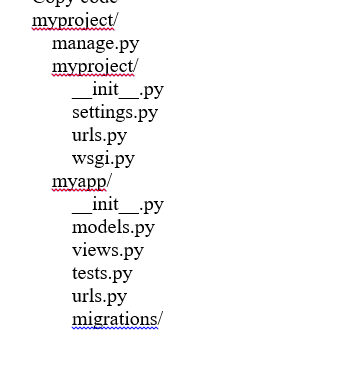 Copy code
myproject/
manage.py
myproject/
__init__.py
settings.py
urls.py
wsgi.py
myapp/
__init__.py
models.py
views.py
tests.py
urls.py
migrations/